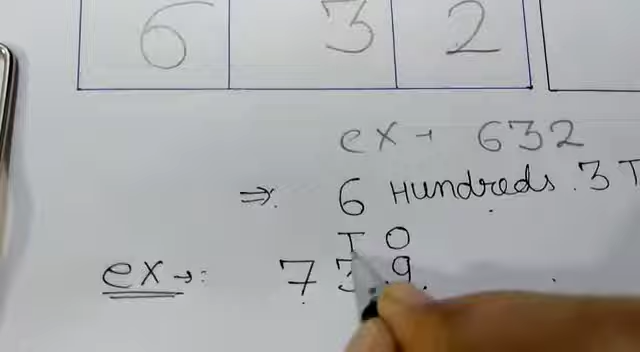 6 3 2
ex → 632
⇒ 6 Hundreds. 3 T
T O
ex →: 7 3 9.